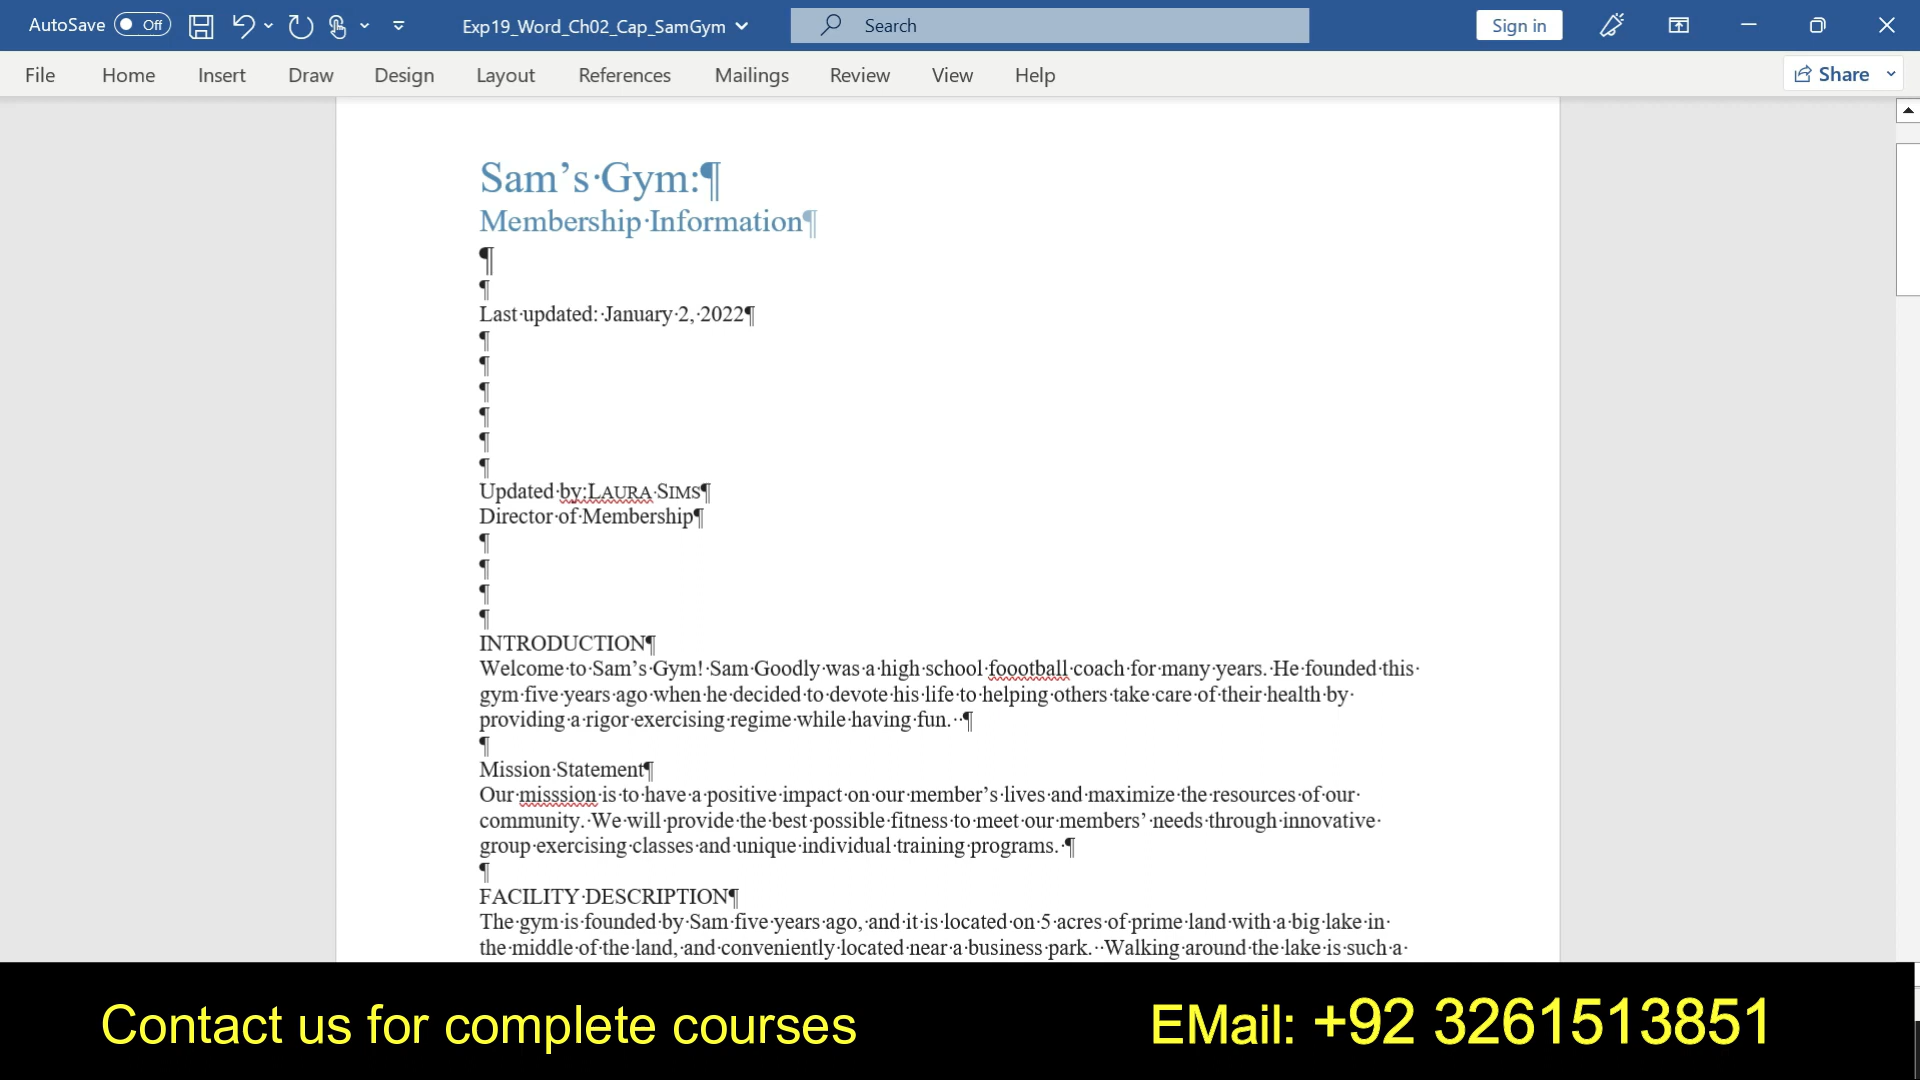 AutoSave Off Exp19_Word_Ch02_Cap_SamGym Search Sign in
File Home Insert Draw Design Layout References Mailings Review View Help Share
Sam’s·Gym:¶
Membership·Information¶
¶
¶
Last·updated:·January·2,·2022¶
¶
¶
¶
¶
¶
¶
Updated·by:LAURA·SIMS¶
Director·of·Membership¶
¶
¶
¶
¶
INTRODUCTION¶
Welcome·to·Sam’s·Gym!·Sam·Goodly·was·a·high·school·foootball·coach·for·many·years.·He·founded·this·
gym·five·years·ago·when·he·decided·to·devote·his·life·to·helping·others·take·care·of·their·health·by·
providing·a·rigor·exercising·regime·while·having·fun.··¶
¶
Mission·Statement¶
Our·misssion·is·to·have·a·positive·impact·on·our·member’s·lives·and·maximize·the·resources·of·our·
community.·We·will·provide·the·best·possible·fitness·to·meet·our·members’·needs·through·innovative·
group·exercising·classes·and·unique·individual·training·programs.·¶
¶
FACILITY·DESCRIPTION¶
The·gym·is·founded·by·Sam·five·years·ago,·and·it·is·located·on·5·acres·of·prime·land·with·a·big·lake·in·
the·middle·of·the·land,·and·conveniently·located·near·a·business·park.··Walking·around·the·lake·is·such·a·
Contact us for complete courses EMail: +92 3261513851